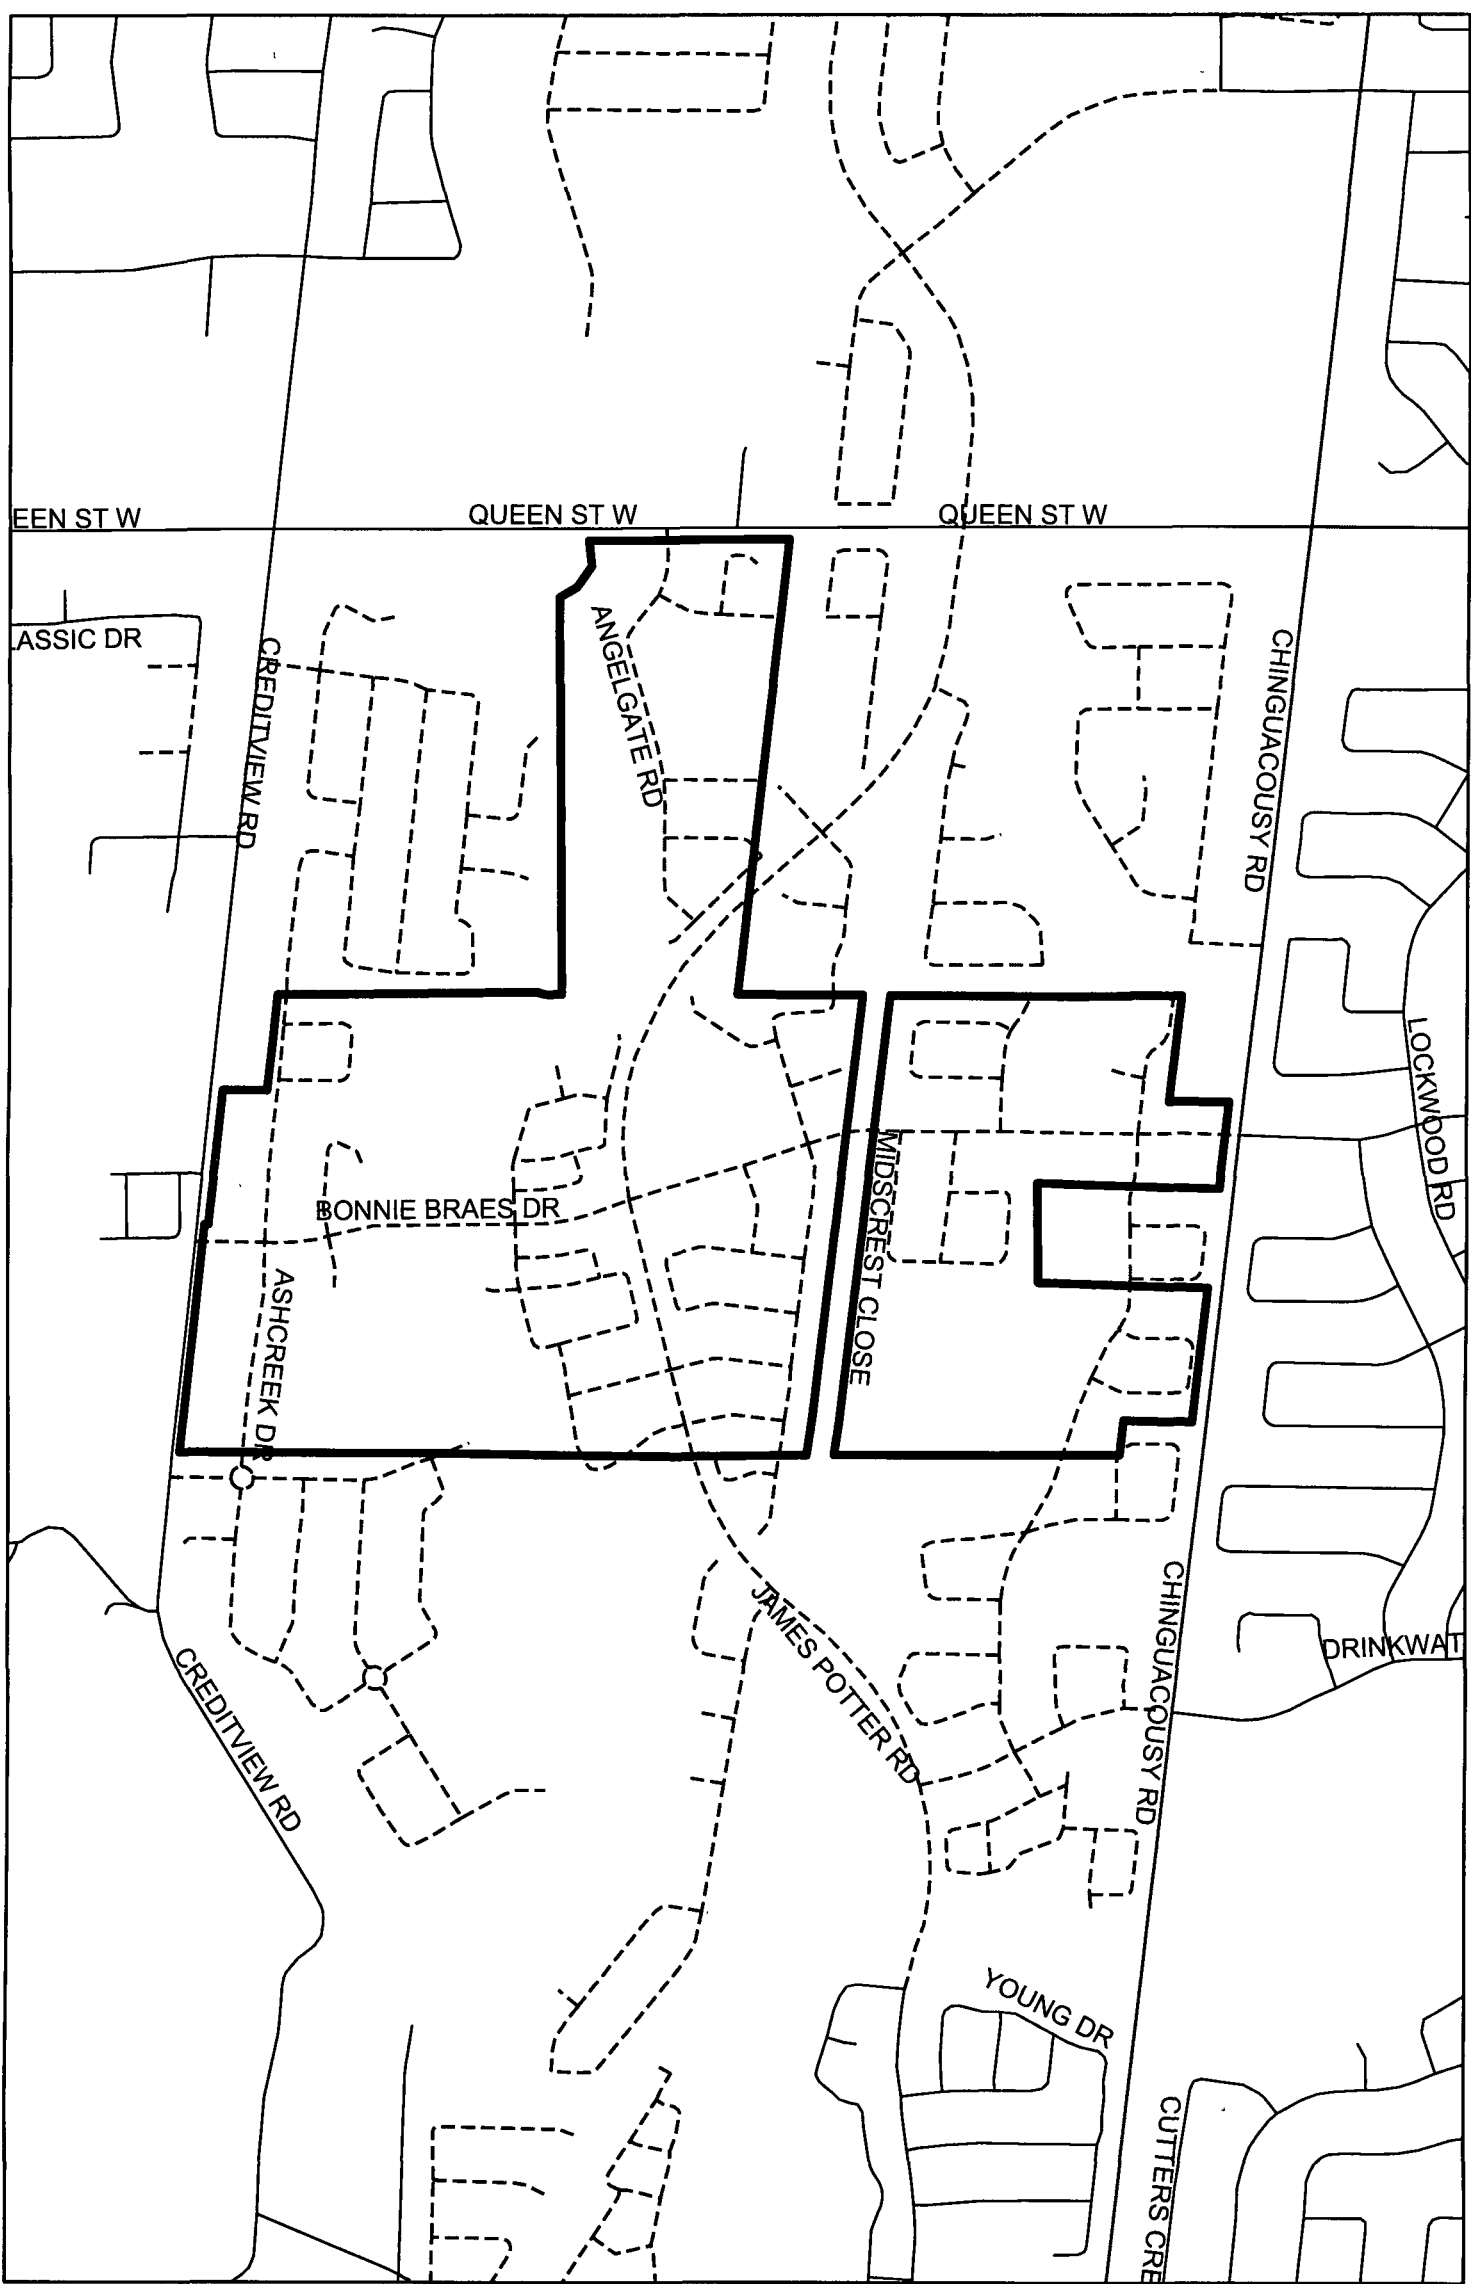 EEN ST W
QUEEN ST W
QUEEN ST W
ASSIC DR
CREDITVIEW RD
ANGELGATE RD
CHINGUACOUSY RD
LOCKWOOD RD
MIDSCREST CLOSE
BONNIE BRAES DR
ASHCREEK DR
JAMES POTTER RD
CHINGUACOUSY RD
DRINKWAT
CREDITVIEW RD
YOUNG DR
CUTTERS CRE